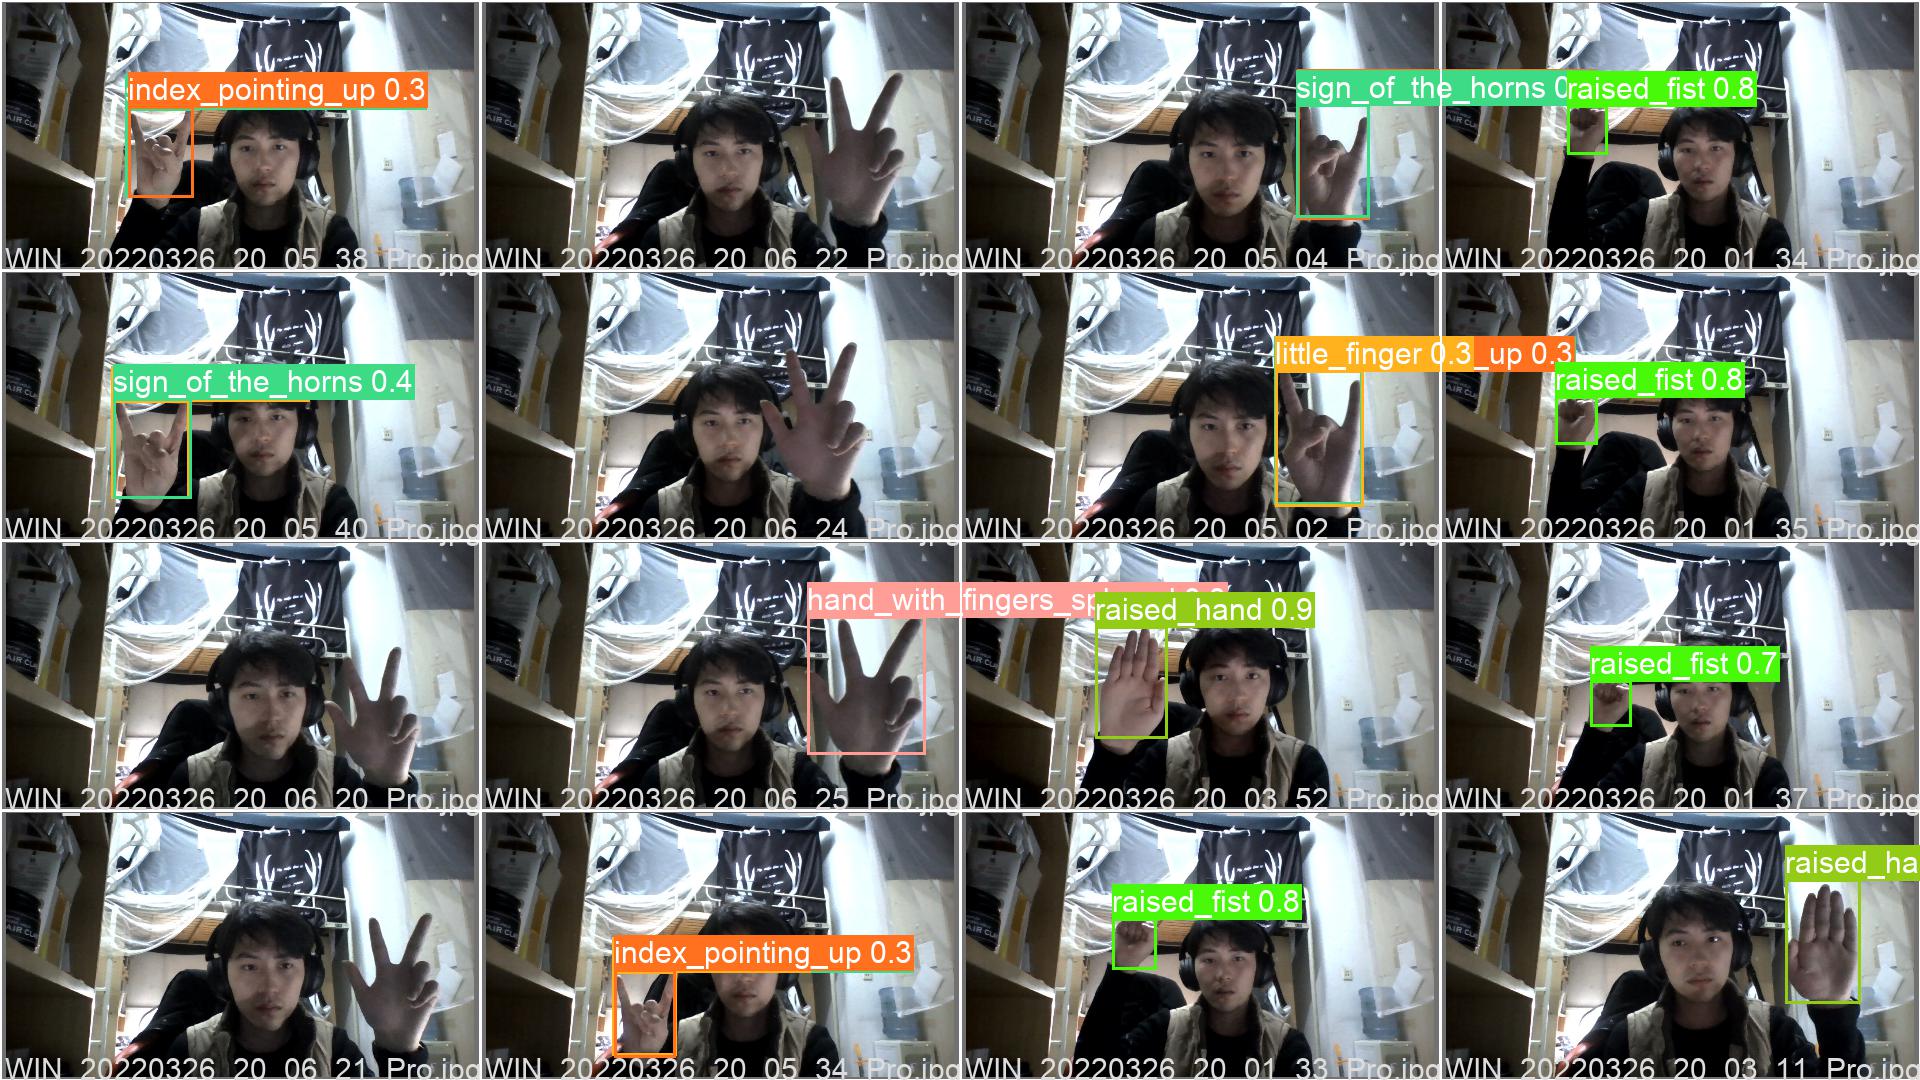 index_pointing_up 0.3
WIN_20220326_20_05_38_Pro.jpg
WIN_20220326_20_06_22_Pro.jpg
sign_of_the_horns 0
WIN_20220326_20_05_04_Pro.jpg
raised_fist 0.8
WIN_20220326_20_01_34_Pro.jpg
sign_of_the_horns 0.4
WIN_20220326_20_05_40_Pro.jpg
WIN_20220326_20_06_24_Pro.jpg
little_finger 0.3
_up 0.3
WIN_20220326_20_05_02_Pro.jpg
raised_fist 0.8
WIN_20220326_20_01_35_Pro.jpg
WIN_20220326_20_06_20_Pro.jpg
hand_with_fingers_sp
WIN_20220326_20_06_25_Pro.jpg
raised_hand 0.9
WIN_20220326_20_03_52_Pro.jpg
raised_fist 0.7
WIN_20220326_20_01_37_Pro.jpg
WIN_20220326_20_06_21_Pro.jpg
index_pointing_up 0.3
WIN_20220326_20_05_34_Pro.jpg
raised_fist 0.8
WIN_20220326_20_01_33_Pro.jpg
raised_ha
WIN_20220326_20_03_11_Pro.jpg